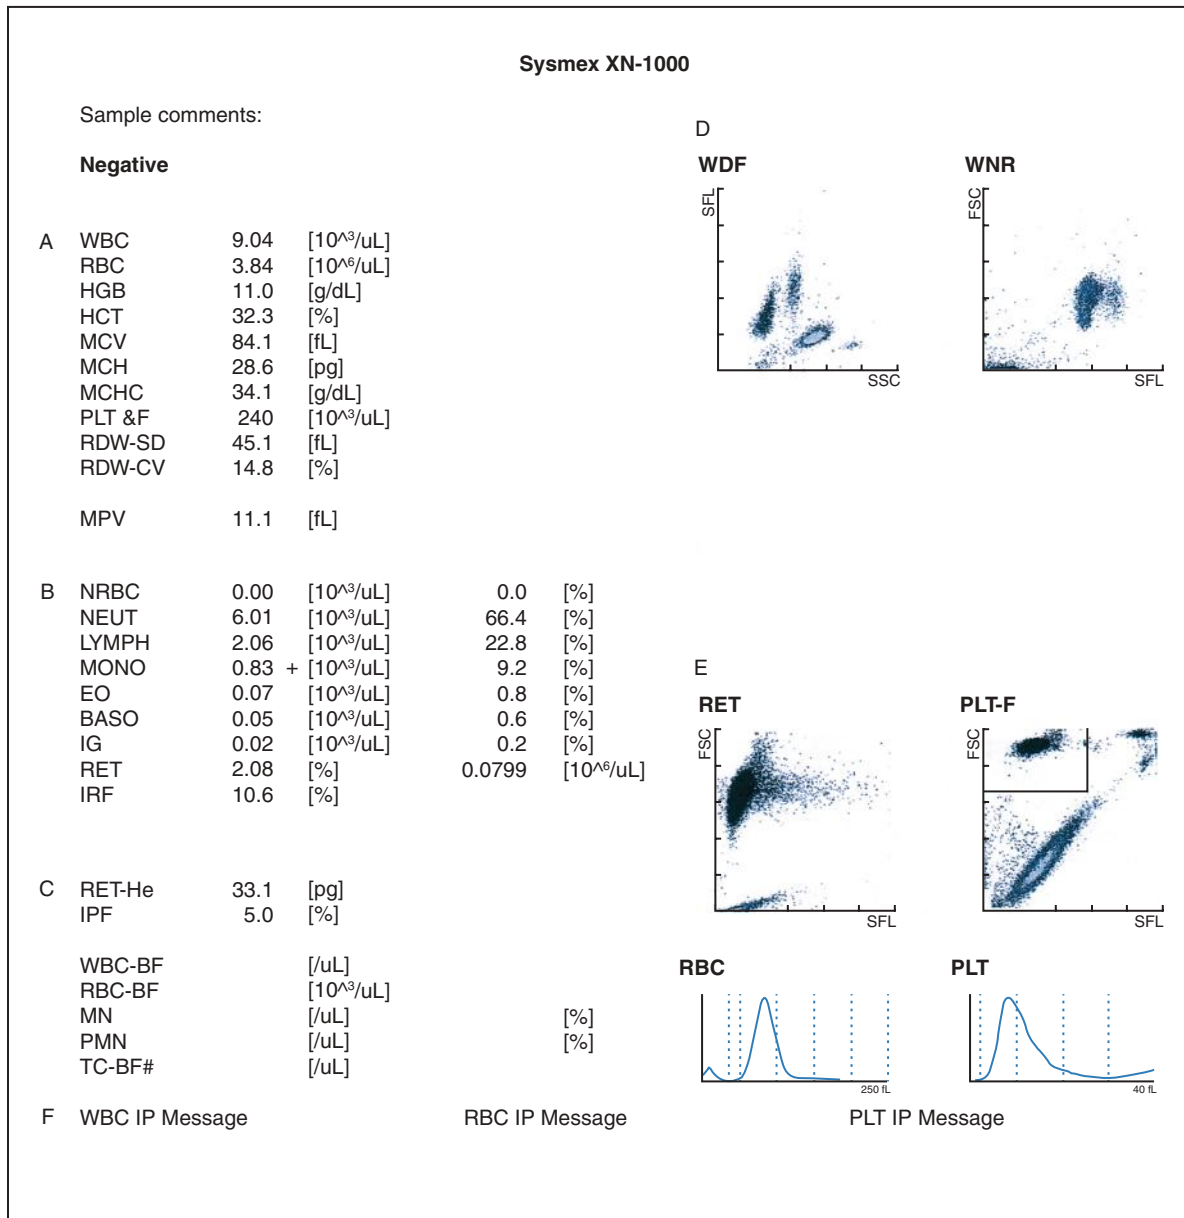 Sysmex XN-1000
Sample comments:
Negative
A WBC 9.04 [10^3/uL]
RBC 3.84 [10^6/uL]
HGB 11.0 [g/dL]
HCT 32.3 [%]
MCV 84.1 [fL]
MCH 28.6 [pg]
MCHC 34.1 [g/dL]
PLT &F 240 [10^3/uL]
RDW-SD 45.1 [fL]
RDW-CV 14.8 [%]
MPV 11.1 [fL]
B NRBC 0.00 [10^3/uL] 0.0 [%]
NEUT 6.01 [10^3/uL] 66.4 [%]
LYMPH 2.06 [10^3/uL] 22.8 [%]
MONO 0.83 + [10^3/uL] 9.2 [%]
EO 0.07 [10^3/uL] 0.8 [%]
BASO 0.05 [10^3/uL] 0.6 [%]
IG 0.02 [10^3/uL] 0.2 [%]
RET 2.08 [%] 0.0799 [10^6/uL]
IRF 10.6 [%]
C RET-He 33.1 [pg]
IPF 5.0 [%]
WBC-BF [/uL]
RBC-BF [10^3/uL]
MN [/uL] [%]
PMN [/uL] [%]
TC-BF# [/uL]
D
WDF WNR
SFL FSC
SSC SFL
E
RET PLT-F
FSC FSC
SFL SFL
RBC PLT
250 fL 40 fL
F WBC IP Message RBC IP Message PLT IP Message